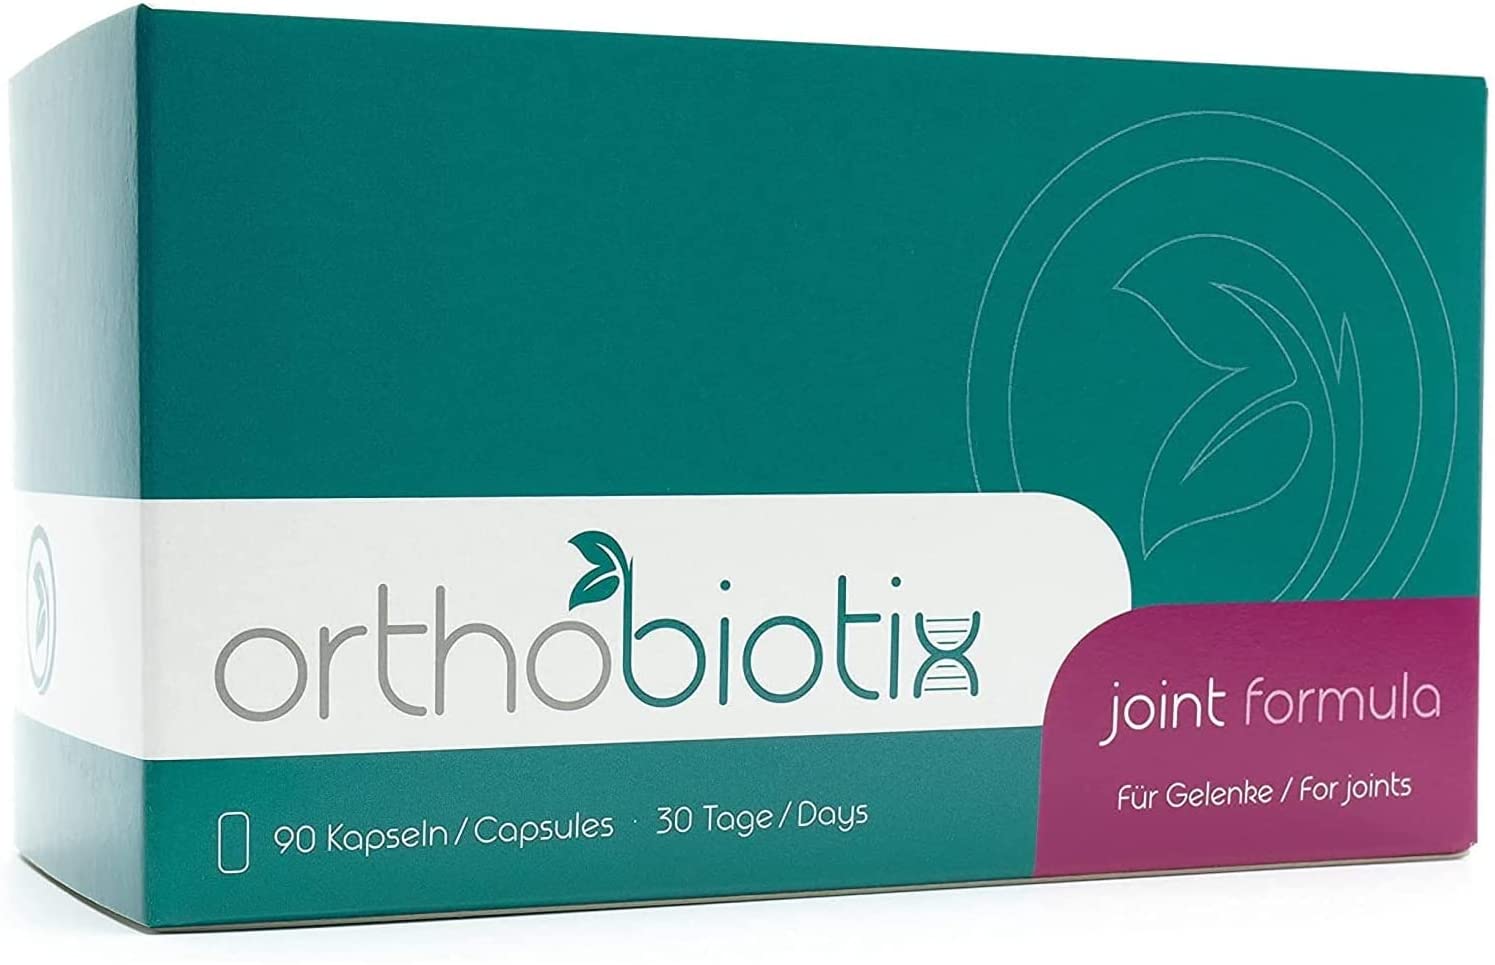 orthobiotix
joint formula
Für Gelenke / For joints
90 Kapseln / Capsules · 30 Tage / Days